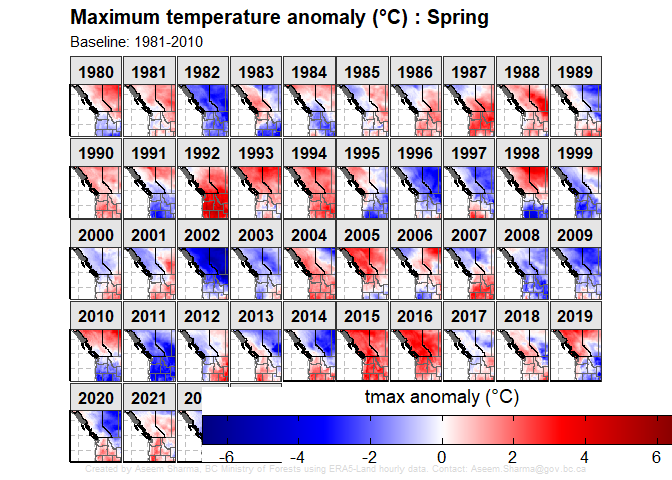 Maximum temperature anomaly (°C) : Spring
Baseline: 1981-2010
1980 1981 1982 1983 1984 1985 1986 1987 1988 1989
1990 1991 1992 1993 1994 1995 1996 1997 1998 1999
2000 2001 2002 2003 2004 2005 2006 2007 2008 2009
2010 2011 2012 2013 2014 2015 2016 2017 2018 2019
2020 2021
tmax anomaly (°C)
-6 -4 -2 0 2 4 6
Created by Aseem Sharma, BC Ministry of Forests using ERA5-Land hourly data. Contact: Aseem.Sharma@gov.bc.ca